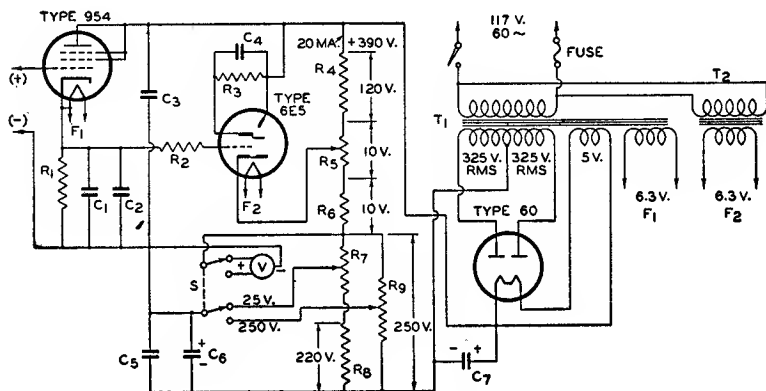 TYPE 954
(+)
(-)
F1
R1
C1
C2
C3
R2
C4
R3
TYPE
6E5
F2
20 MA.
+390 V.
R4
120 V.
R5
10 V.
R6
10 V.
S
+ V -
25 V.
250 V.
R7
R9
250 V.
220 V.
R8
C5
+
-
C6
117 V.
60 ~
FUSE
T1
T2
325 V.
RMS
325 V.
RMS
5 V.
6.3 V.
F1
6.3 V.
F2
TYPE 60
- +
C7